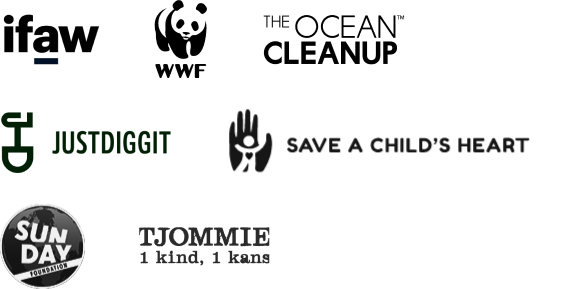 ifaw
WWF
THE OCEAN™
CLEANUP
JUSTDIGGIT
SAVE A CHILD'S HEART
SUN
DAY
FOUNDATION
TJOMMIE
1 kind, 1 kans